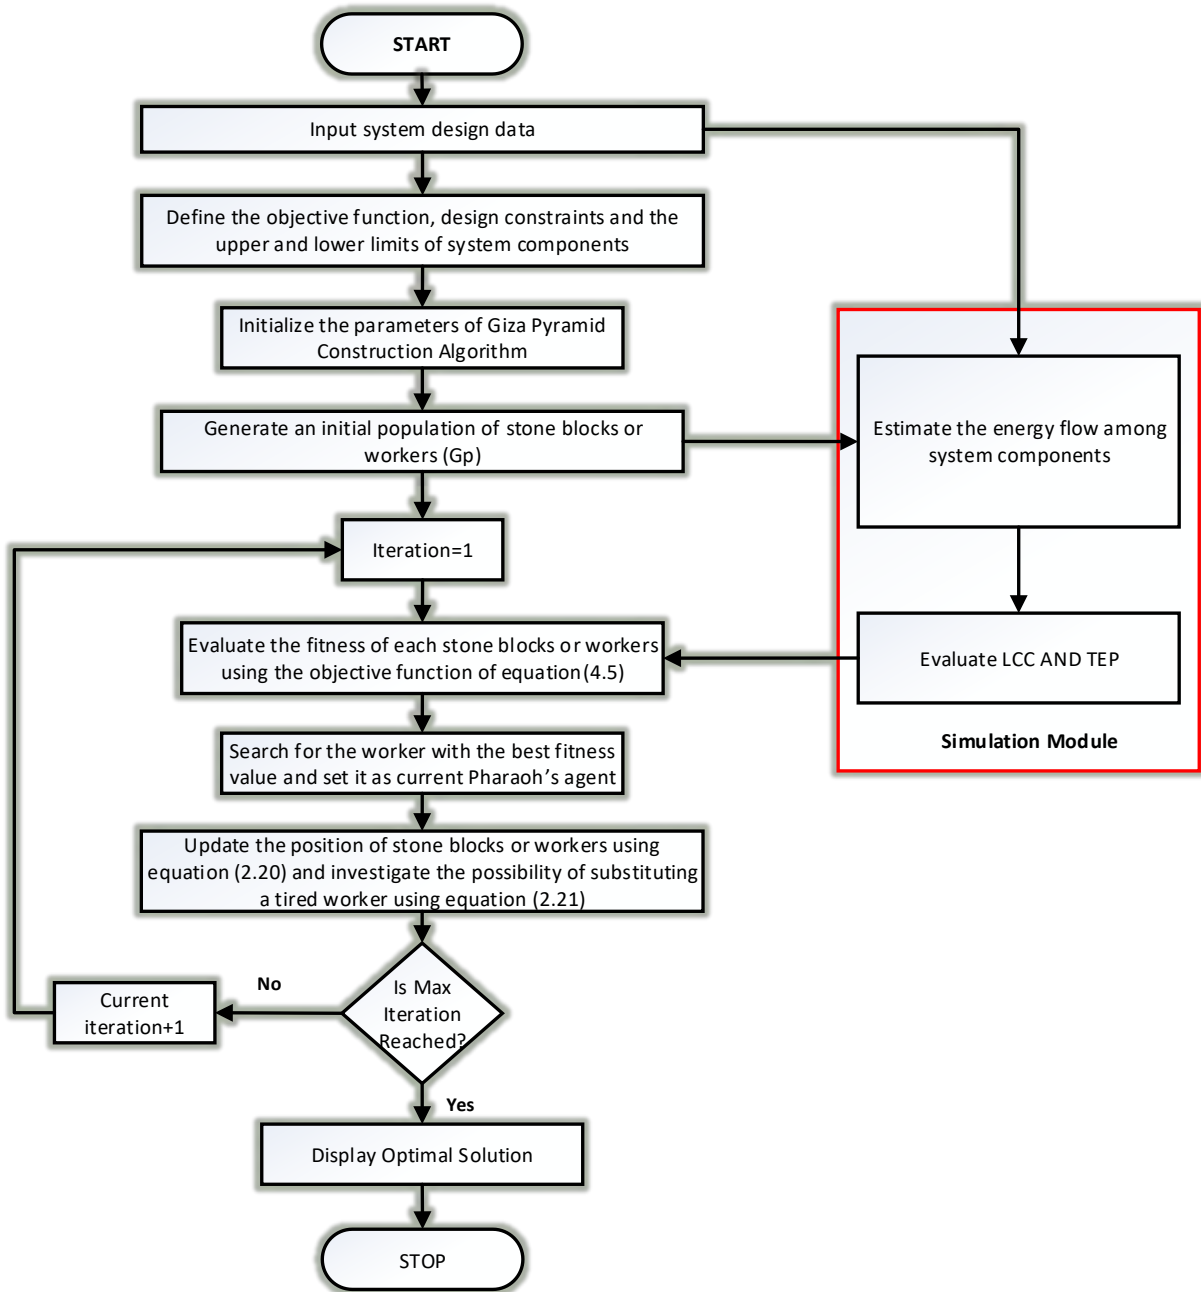 START
Input system design data
Define the objective function, design constraints and the
upper and lower limits of system components
Initialize the parameters of Giza Pyramid
Construction Algorithm
Generate an initial population of stone blocks or
workers (Gp)
Estimate the energy flow among
system components
Iteration=1
Evaluate the fitness of each stone blocks or workers
using the objective function of equation (4.5)
Evaluate LCC AND TEP
Simulation Module
Search for the worker with the best fitness
value and set it as current Pharaoh’s agent
Update the position of stone blocks or workers using
equation (2.20) and investigate the possibility of substituting
a tired worker using equation (2.21)
No
Current
iteration+1
Is Max
Iteration
Reached?
Yes
Display Optimal Solution
STOP